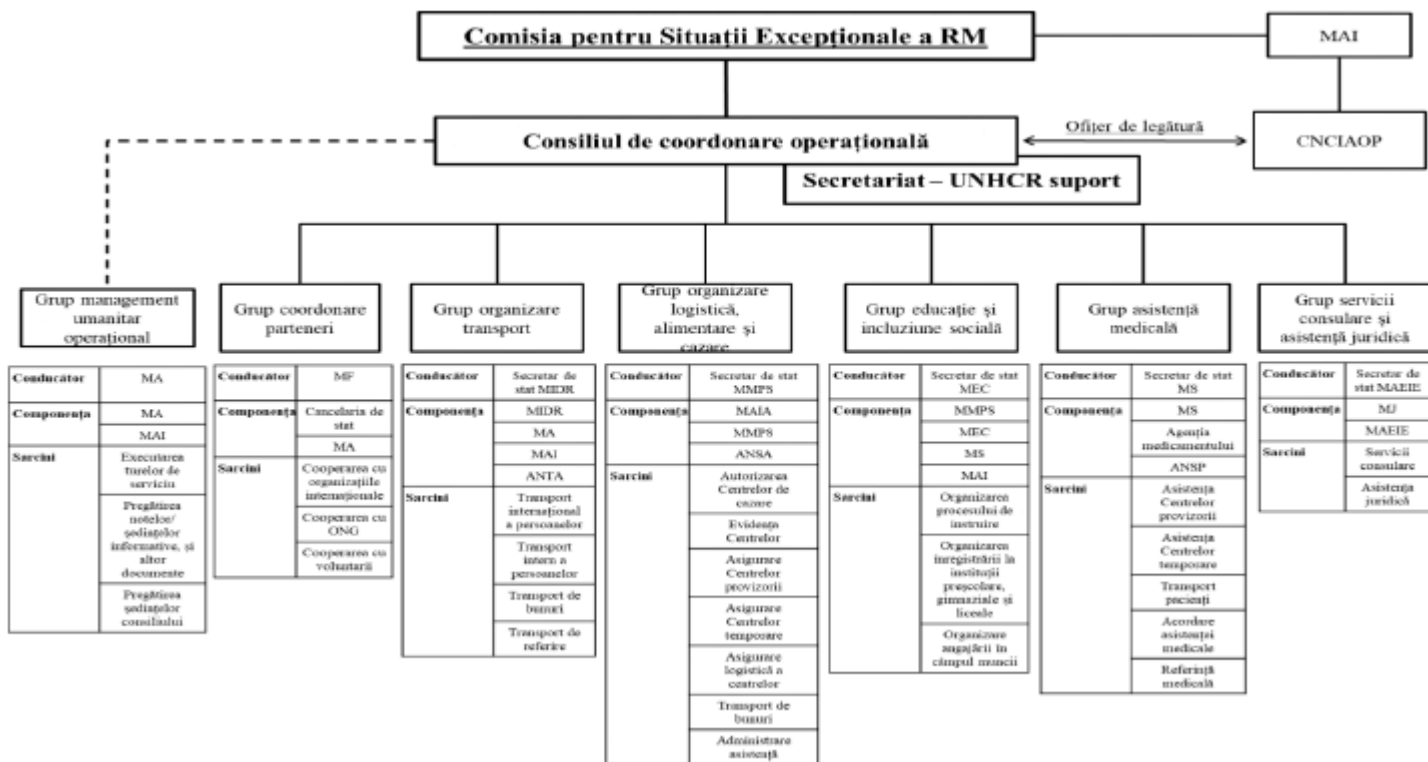 Comisia pentru Situații Excepționale a RM
MAI
Consiliul de coordonare operațională
Ofițer de legătură
CNCIAOP
Secretariat – UNHCR suport
Grup management
umanitar
operațional
Conducător
MA
Componența
MA
MAI
Sarcini
Executarea
turelor de
serviciu
Pregătirea
notelor/
ședințelor
informative, și
altor
documente
Pregătirea
ședințelor
consiliului
Grup coordonare
parteneri
Conducător
MF
Componența
Cancelaria de
stat
MA
Sarcini
Cooperarea cu
organizațiile
internaționale
Cooperarea cu
ONG
Cooperarea cu
voluntarii
Grup organizare
transport
Conducător
Secretar de
stat MIDR
Componența
MIDR
MA
MAI
ANTA
Sarcini
Transport
internațional
a persoanelor
Transport
intern a
persoanelor
Transport de
bunuri
Transport de
referire
Grup organizare
logistică,
alimentare și
cazare
Conducător
Secretar de stat
MMPS
Componența
MAIA
MMPS
ANSA
Sarcini
Autorizarea
Centrelor de
cazare
Evidența
Centrelor
Asigurare
Centrelor
provizorii
Asigurare
Centrelor
temporare
Asigurare
logistică a
centrelor
Transport de
bunuri
Administrare
asistență
Grup educație și
incluziune socială
Conducător
Secretar de stat
MEC
Componența
MMPS
MEC
MS
MAI
Sarcini
Organizarea
procesului de
instruire
Organizarea
înregistrării la
instituții
preșcolare,
gimnaziale și
liceale
Organizare
angajării în
câmpul muncii
Grup asistență
medicală
Conducător
Secretar de stat
MS
Componența
MS
Agenția
medicamentului
ANSP
Sarcini
Asistența
Centrelor
provizorii
Asistența
Centrelor
temporare
Transport
pacienți
Acordare
asistenței
medicale
Referință
medicală
Grup servicii
consulare și
asistență juridică
Conducător
Secretar de
stat MAEIE
Componența
MJ
MAEIE
Sarcini
Servicii
consulare
Asistența
juridică